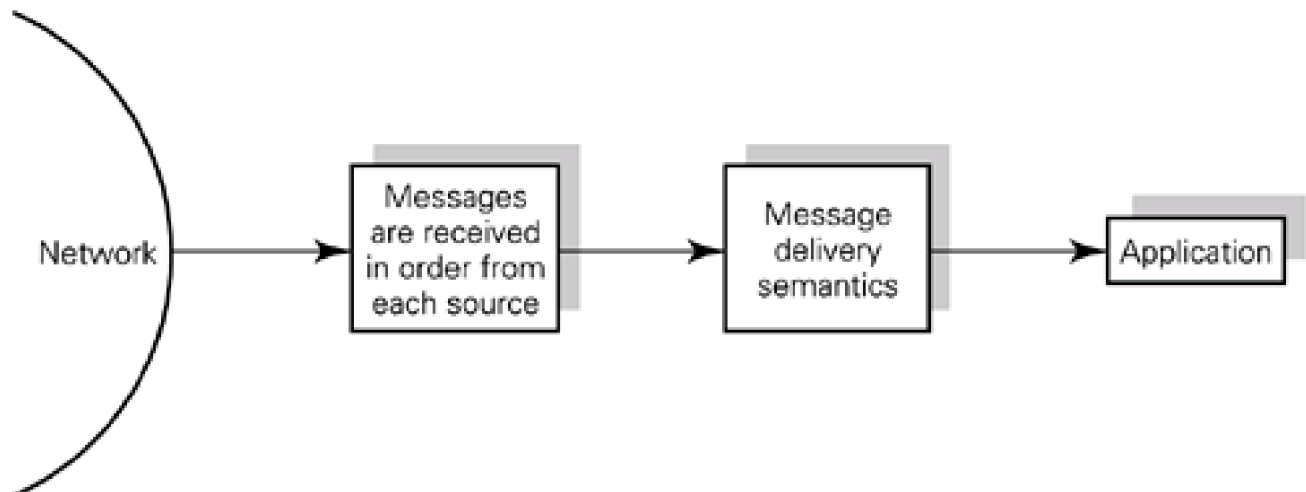 Network
Messages
are received
in order from
each source
Message
delivery
semantics
Application